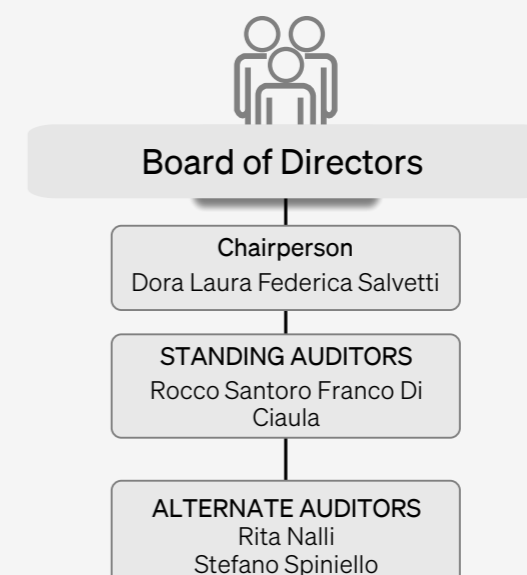 Board of Directors
Chairperson
Dora Laura Federica Salvetti
STANDING AUDITORS
Rocco Santoro Franco Di
Ciaula
ALTERNATE AUDITORS
Rita Nalli
Stefano Spiniello